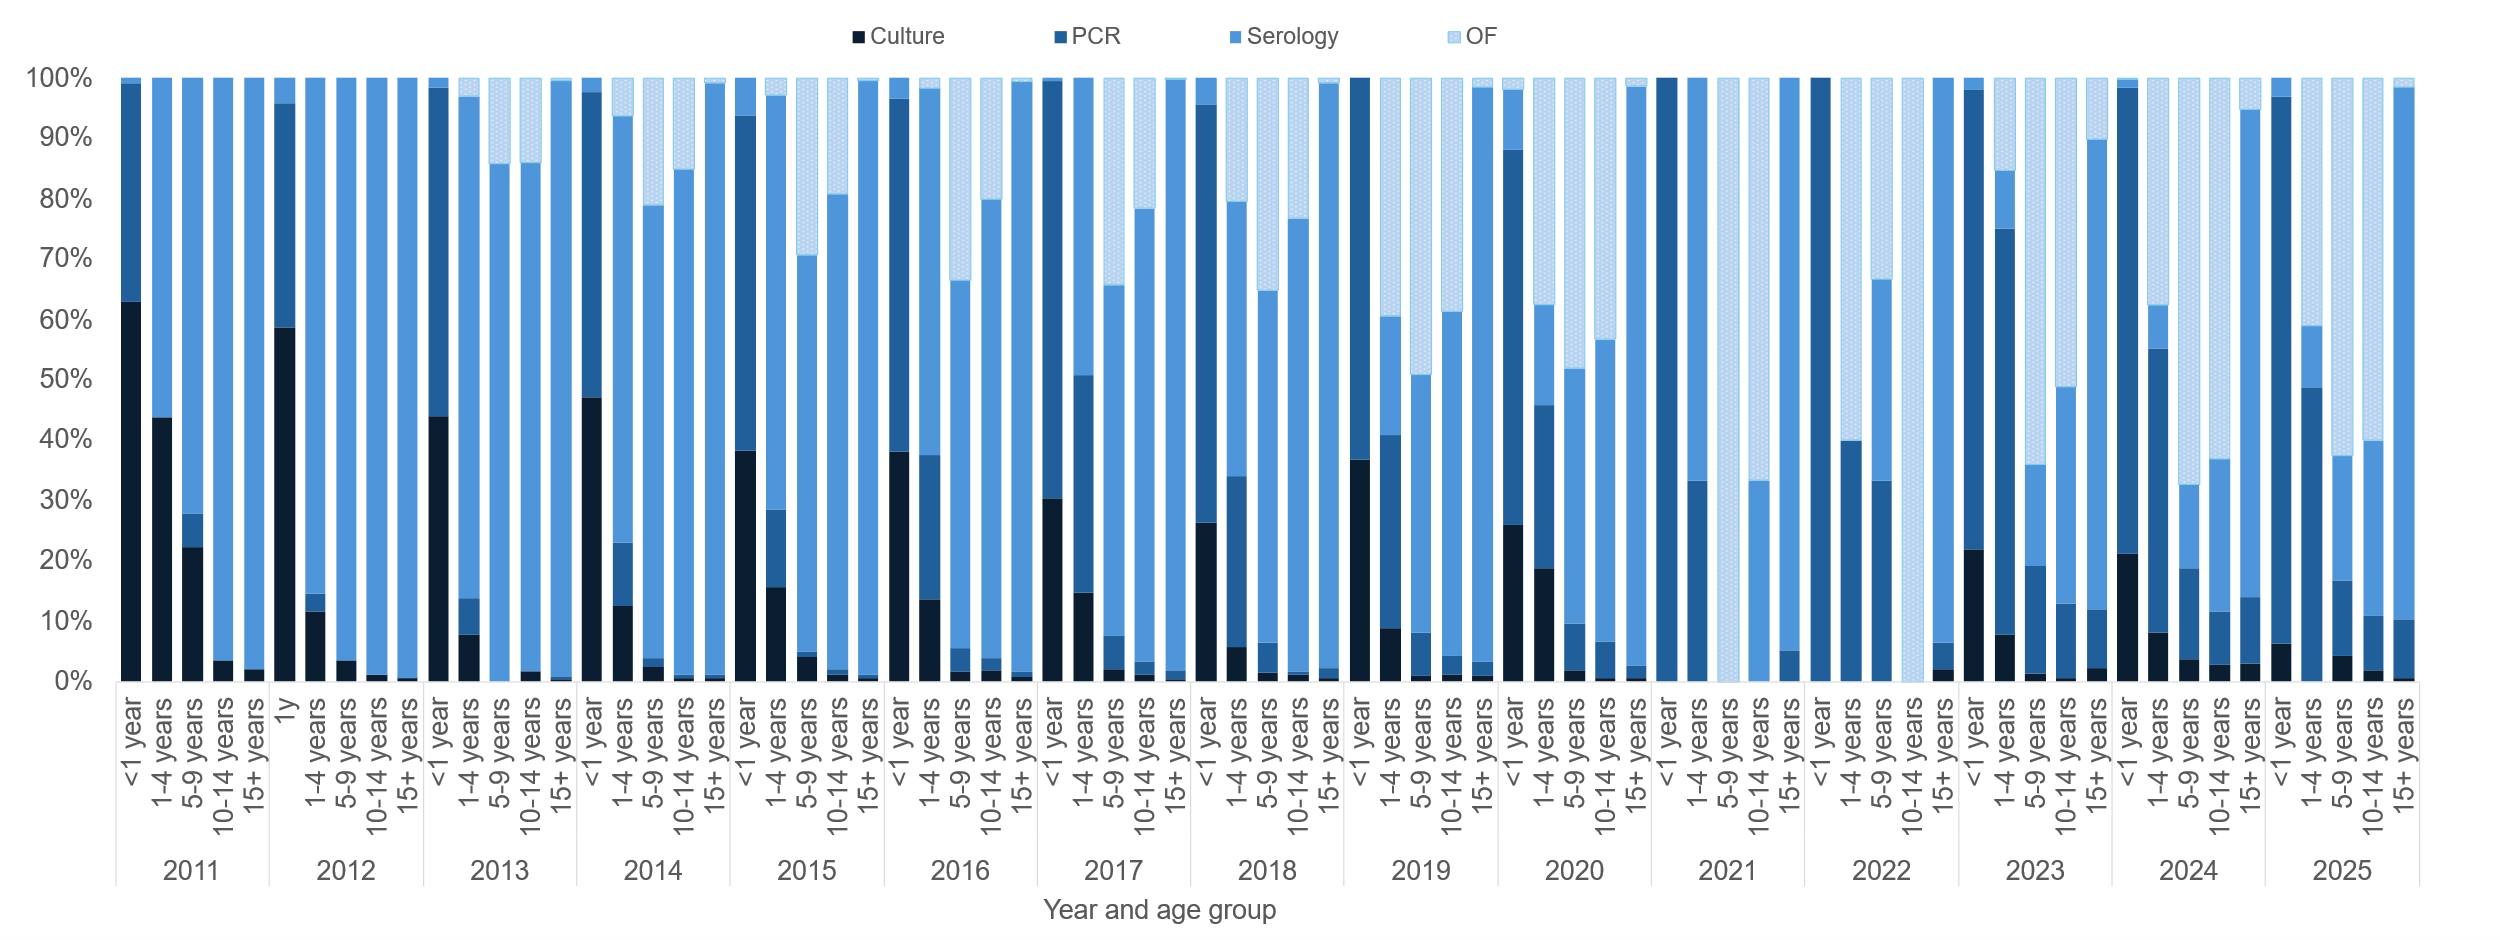 Culture PCR Serology OF
100%
90%
80%
70%
60%
50%
40%
30%
20%
10%
0%
<1 year 1-4 years 5-9 years 10-14 years 15+ years 1y 1-4 years 5-9 years 10-14 years 15+ years <1 year 1-4 years 5-9 years 10-14 years 15+ years <1 year 1-4 years 5-9 years 10-14 years 15+ years <1 year 1-4 years 5-9 years 10-14 years 15+ years <1 year 1-4 years 5-9 years 10-14 years 15+ years <1 year 1-4 years 5-9 years 10-14 years 15+ years <1 year 1-4 years 5-9 years 10-14 years 15+ years <1 year 1-4 years 5-9 years 10-14 years 15+ years <1 year 1-4 years 5-9 years 10-14 years 15+ years <1 year 1-4 years 5-9 years 10-14 years 15+ years <1 year 1-4 years 5-9 years 10-14 years 15+ years <1 year 1-4 years 5-9 years 10-14 years 15+ years <1 year 1-4 years 5-9 years 10-14 years 15+ years <1 year 1-4 years 5-9 years 10-14 years 15+ years
2011 2012 2013 2014 2015 2016 2017 2018 2019 2020 2021 2022 2023 2024 2025
Year and age group